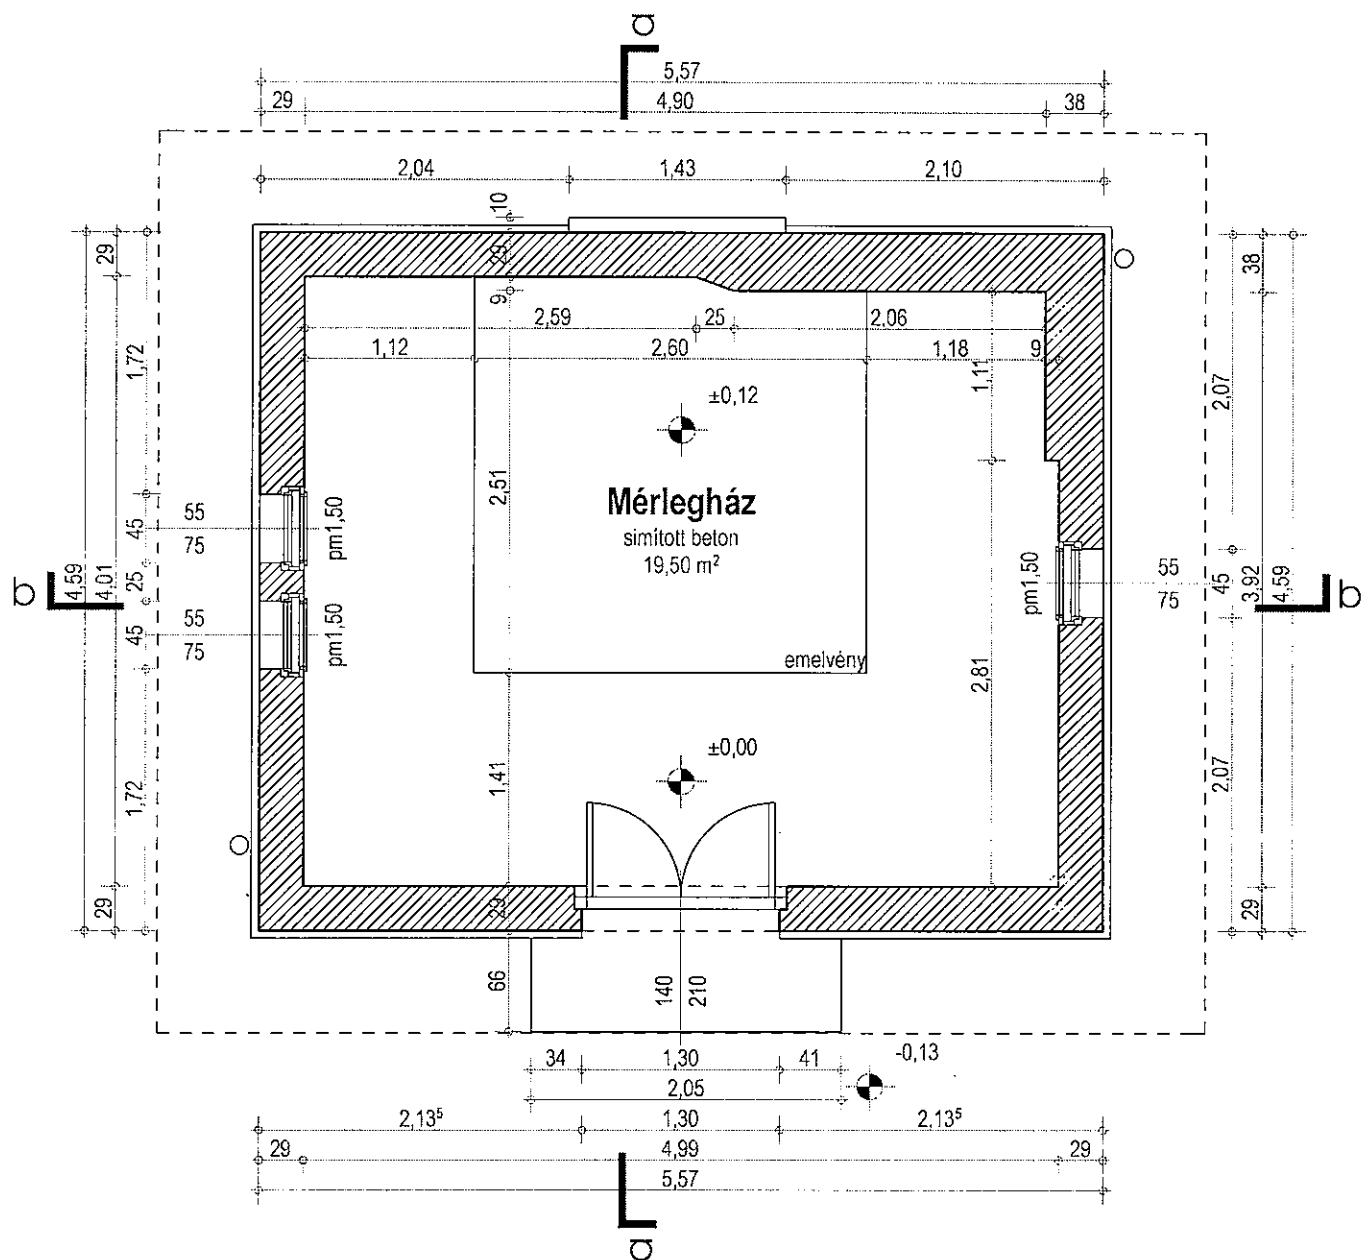 a
5,57
29 4,90 38
2,04 1,43 2,10
10
29
9
2,59 25 2,06
1,12 2,60 1,18 9
1,11
±0,12
2,51
Mérlegház
simított beton
19,50 m²
emelvény
2,81
±0,00
1,41
29
66
29
1,72
45
25
45
1,72
29
4,01
4,59
b
55
75
pm1,50
55
75
pm1,50
pm1,50
55
75
2,07
45
2,07
38
3,92
29
4,59
b
140
210
34 1,30 41
-0,13
2,05
2,13⁵ 1,30 2,13⁵
29 4,99 29
5,57
a